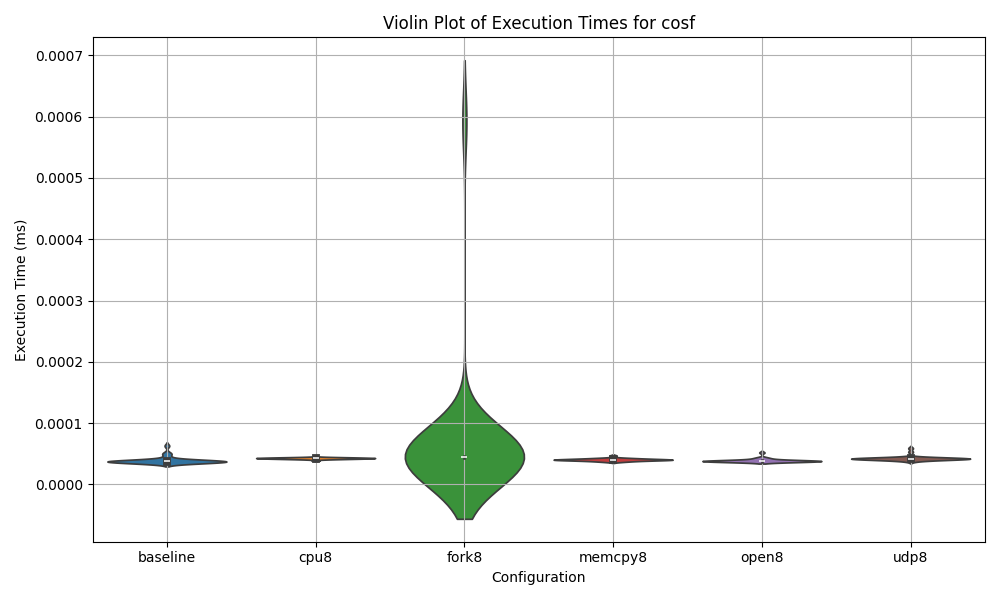 Violin Plot of Execution Times for cosf
Execution Time (ms)
0.0007
0.0006
0.0005
0.0004
0.0003
0.0002
0.0001
0.0000
baseline cpu8 fork8 memcpy8 open8 udp8
Configuration